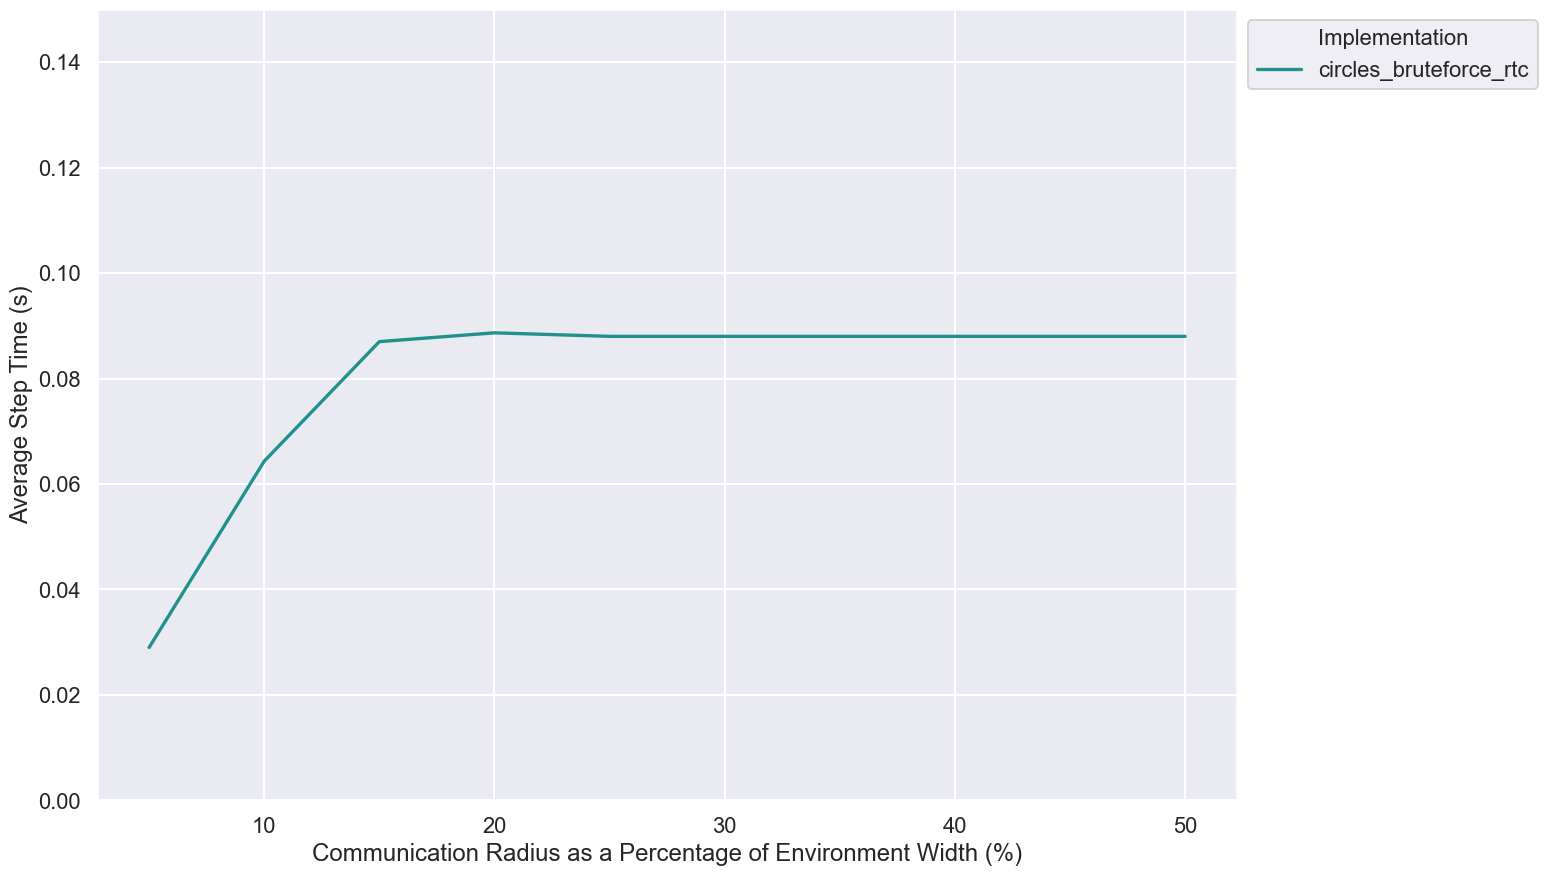 Implementation
circles_bruteforce_rtc
Average Step Time (s)
0.14
0.12
0.10
0.08
0.06
0.04
0.02
0.00
10 20 30 40 50
Communication Radius as a Percentage of Environment Width (%)